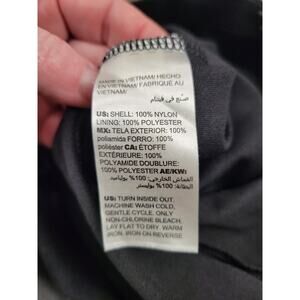 MADE IN VIETNAM/ HECHO
EN VIETNAM/ FABRIQUÉ AU
VIETNAM/
صنع في فيتنام
US: SHELL: 100% NYLON
LINING: 100% POLYESTER
MX: TELA EXTERIOR: 100%
poliamida FORRO: 100%
poliéster CA: ÉTOFFE
EXTÉRIEURE: 100%
POLYAMIDE DOUBLURE:
100% POLYESTER AE/KW:
القماش الخارجي: 100% بولياميد
البطانة: 100% بوليستر
US: TURN INSIDE OUT.
MACHINE WASH COLD,
GENTLE CYCLE. ONLY
NON-CHLORINE BLEACH.
LAY FLAT TO DRY. WARM
IRON. IRON ON REVERSE